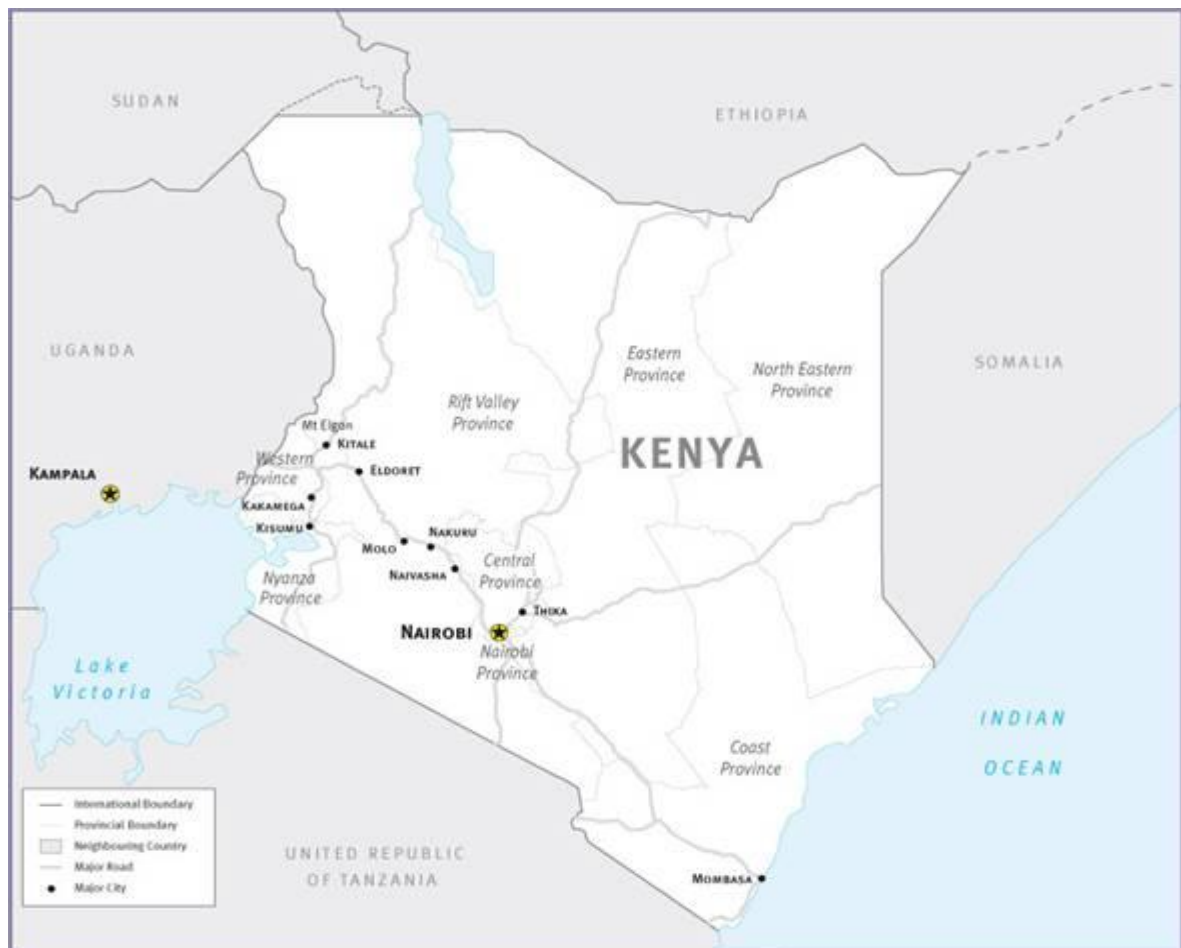 SUDAN
ETHIOPIA
UGANDA
SOMALIA
Eastern
Province
North Eastern
Province
Rift Valley
Province
KENYA
Mt Elgon
KITALE
Western
Province
ELDORET
KAMPALA
KAKAMEGA
KISUMU
MOLO
NAKURU
NAIVASHA
Central
Province
Nyanza
Province
THIKA
NAIROBI
Nairobi
Province
Lake
Victoria
INDIAN
OCEAN
Coast
Province
International Boundary
Provincial Boundary
Neighbouring Country
Major Road
Major City
UNITED REPUBLIC
OF TANZANIA
MOMBASA